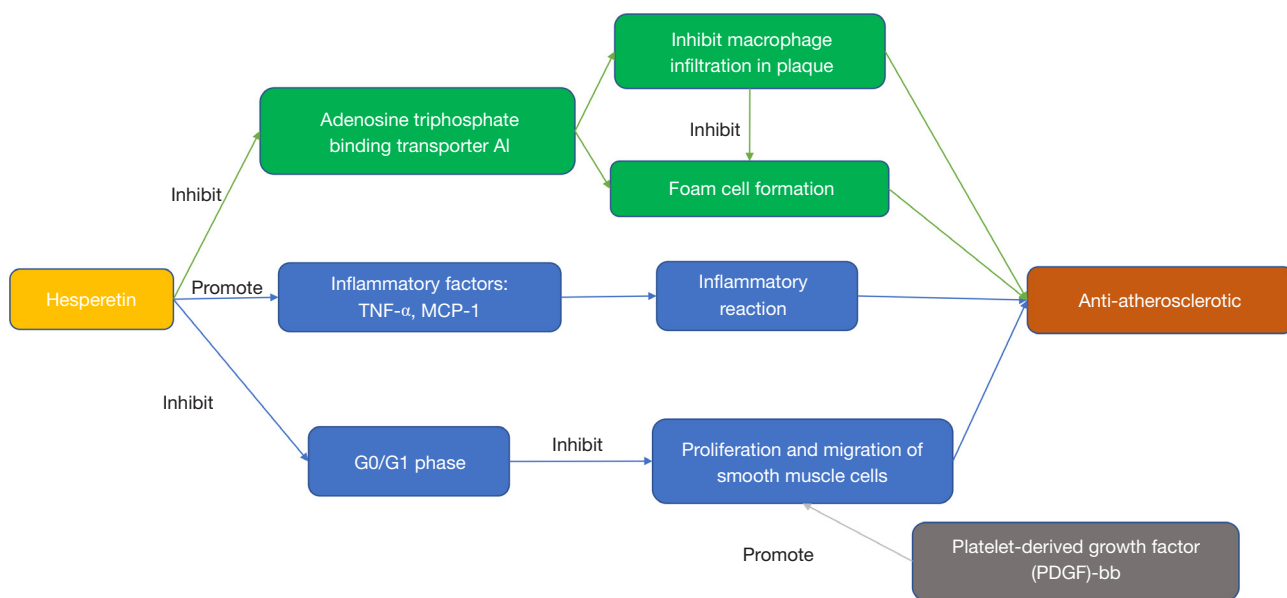 Inhibit macrophage
infiltration in plaque
Adenosine triphosphate
binding transporter Al
Inhibit
Inhibit
Foam cell formation
Hesperetin
Promote
Inflammatory factors:
TNF-α, MCP-1
Inflammatory
reaction
Anti-atherosclerotic
Inhibit
G0/G1 phase
Inhibit
Proliferation and migration of
smooth muscle cells
Promote
Platelet-derived growth factor
(PDGF)-bb